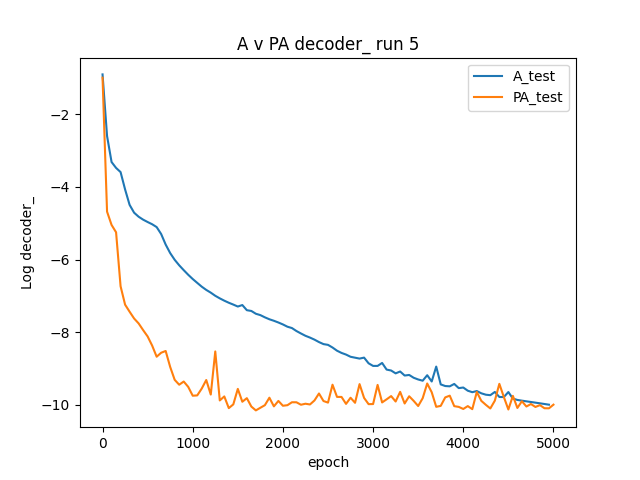 A v PA decoder_ run 5
A_test
PA_test
Log decoder_
−2
−4
−6
−8
−10
0 1000 2000 3000 4000 5000
epoch